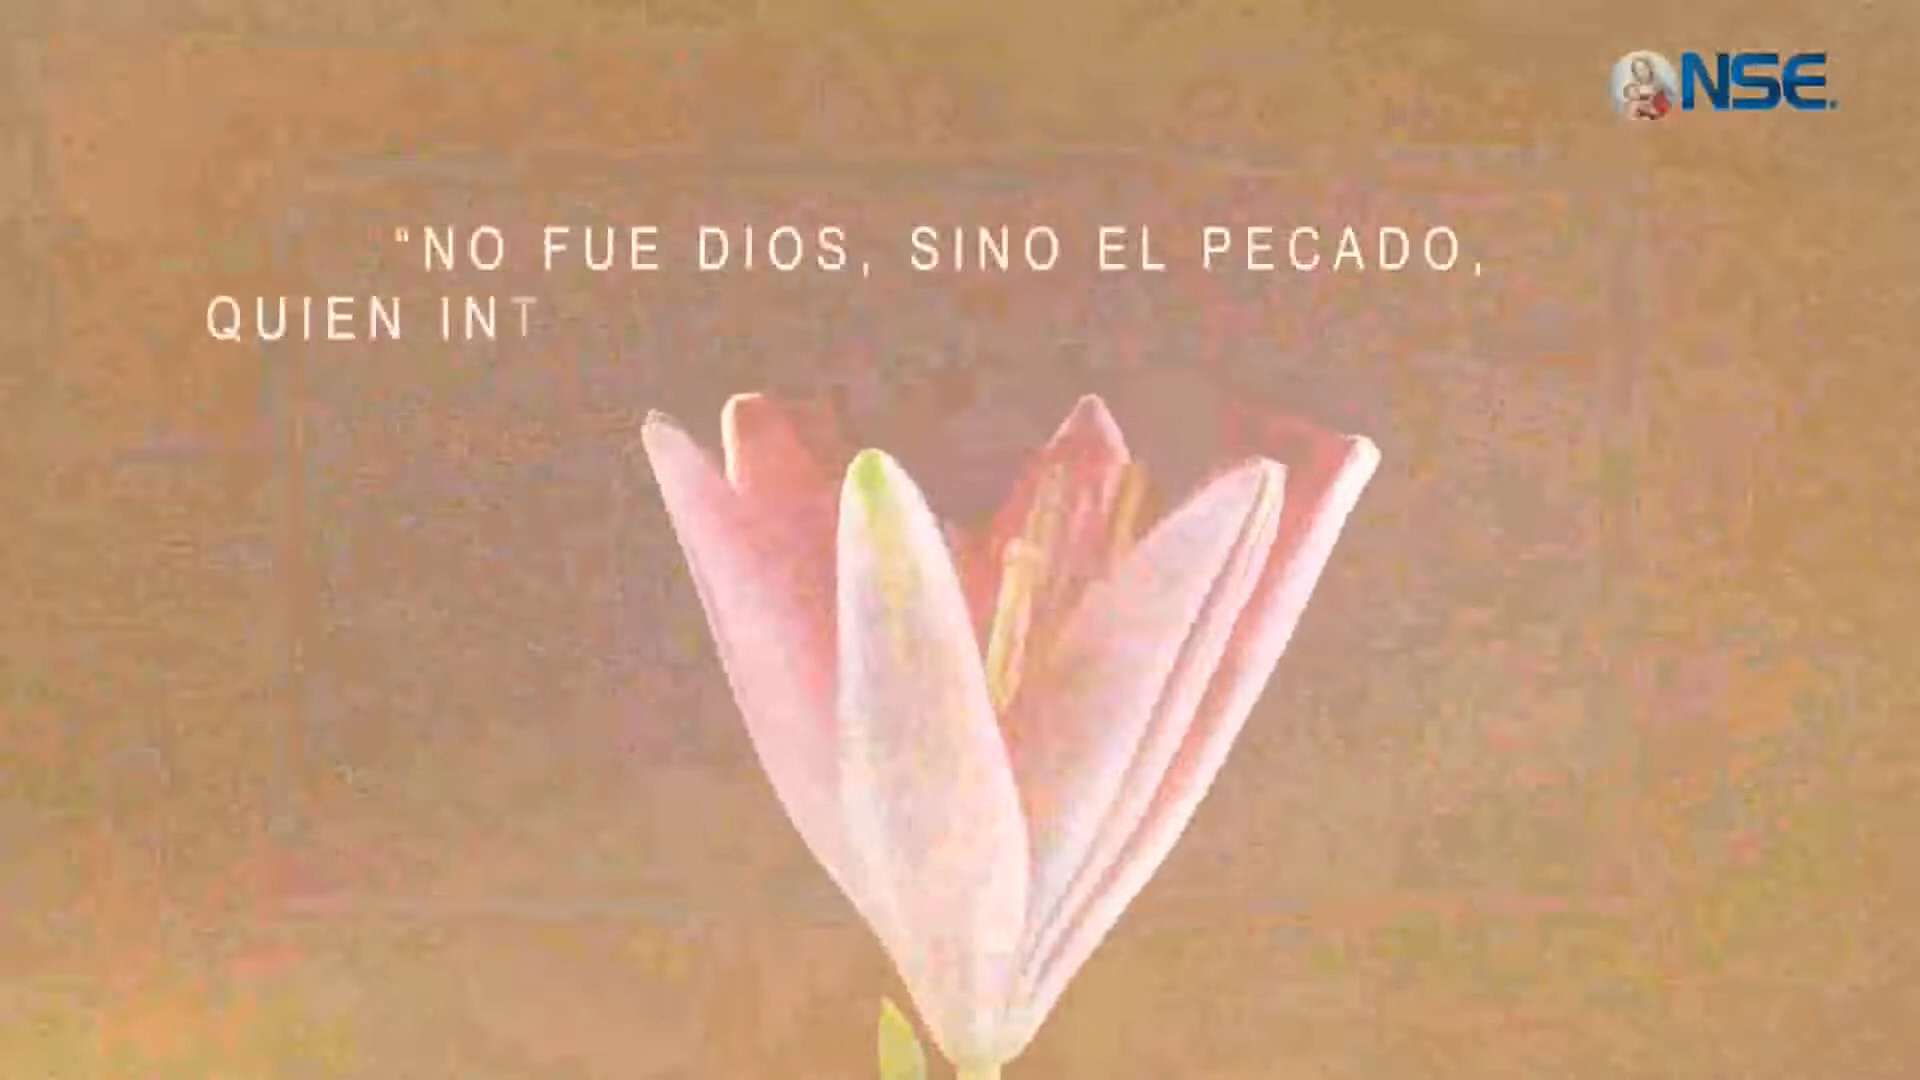 NSE.
"NO FUE DIOS, SINO EL PECADO,
QUIEN INT